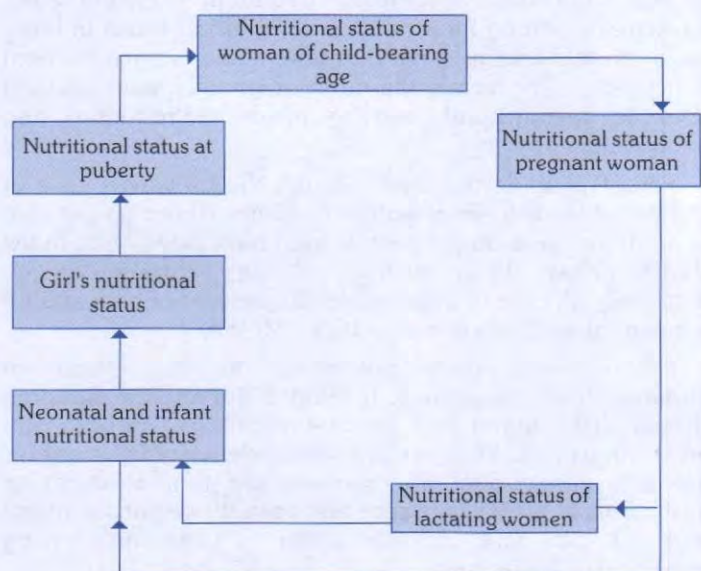 Nutritional status of
woman of child-bearing
age
Nutritional status at
puberty
Nutritional status of
pregnant woman
Girl's nutritional
status
Neonatal and infant
nutritional status
Nutritional status of
lactating women